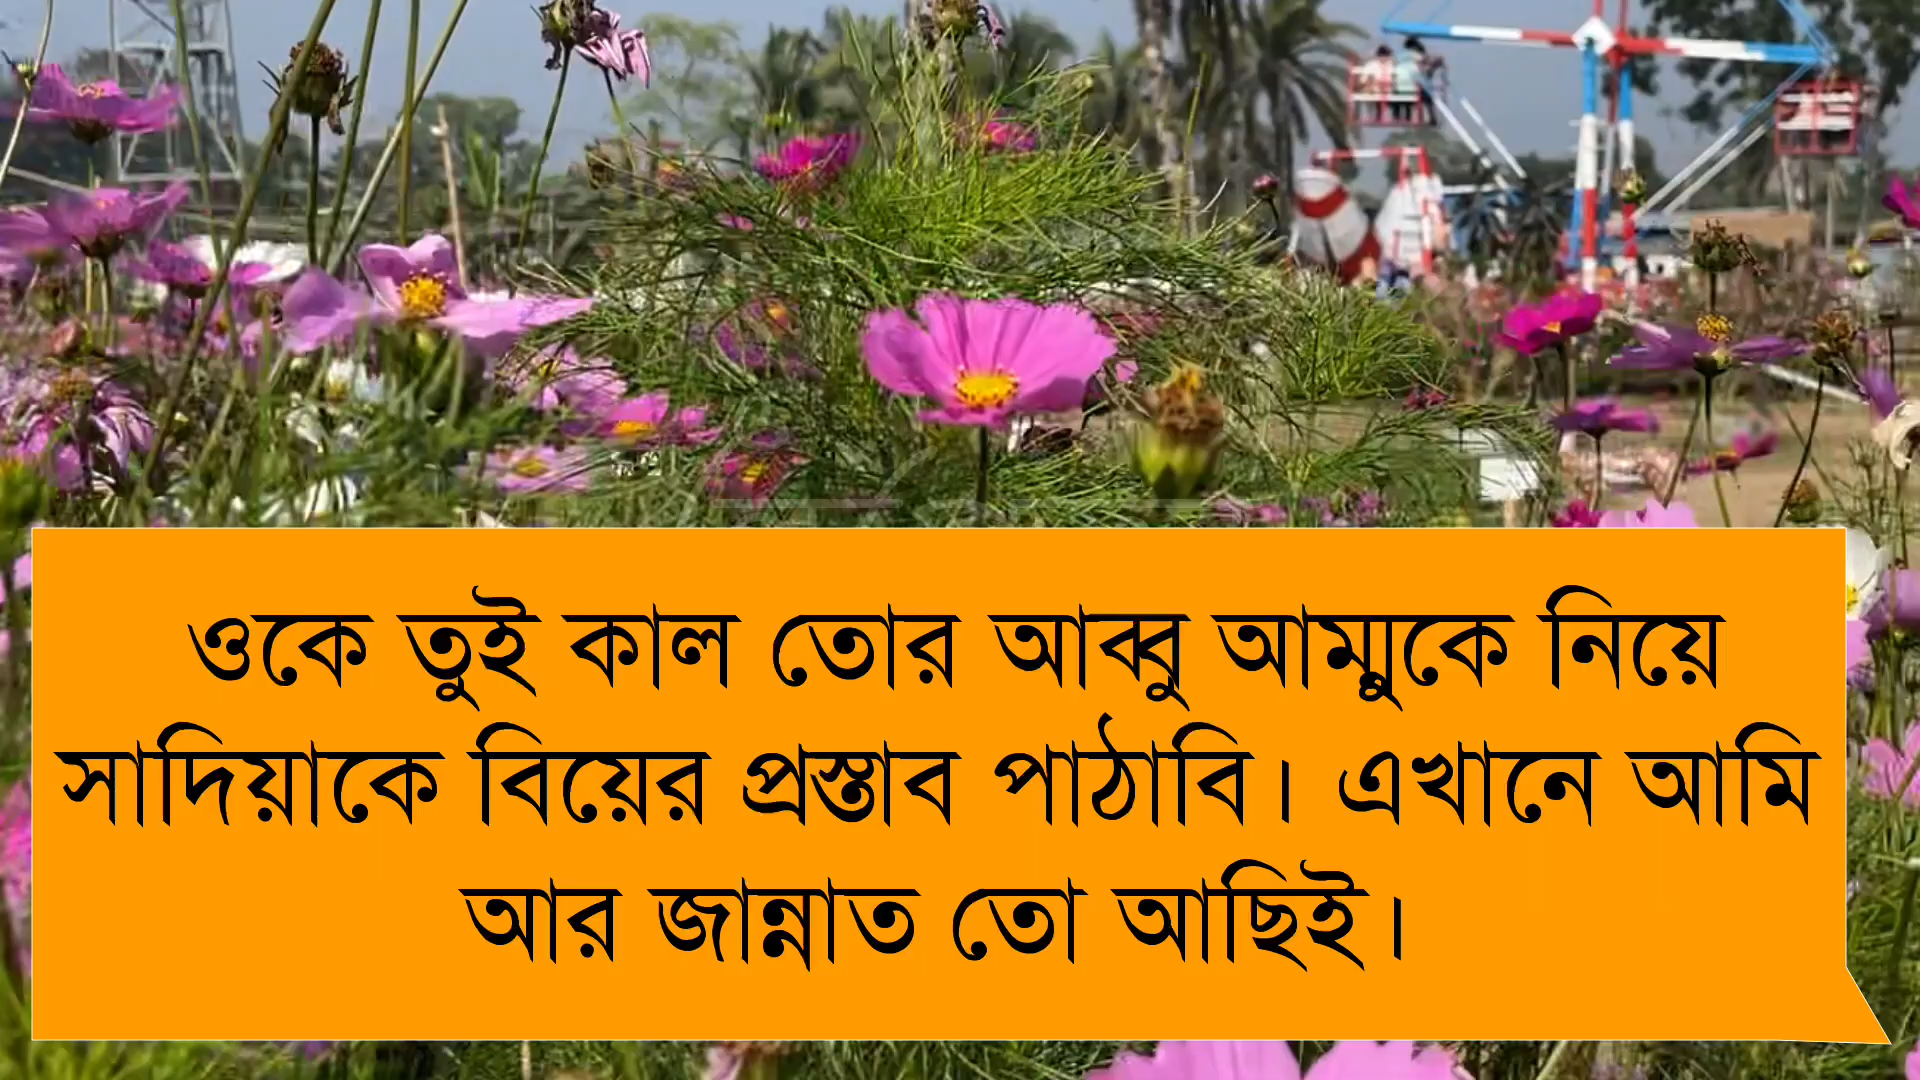 ওকে তুই কাল তোর আব্বু আম্মুকে নিয়ে
সাদিয়াকে বিয়ের প্রস্তাব পাঠাবি। এখানে আমি
আর জান্নাত তো আছিই।